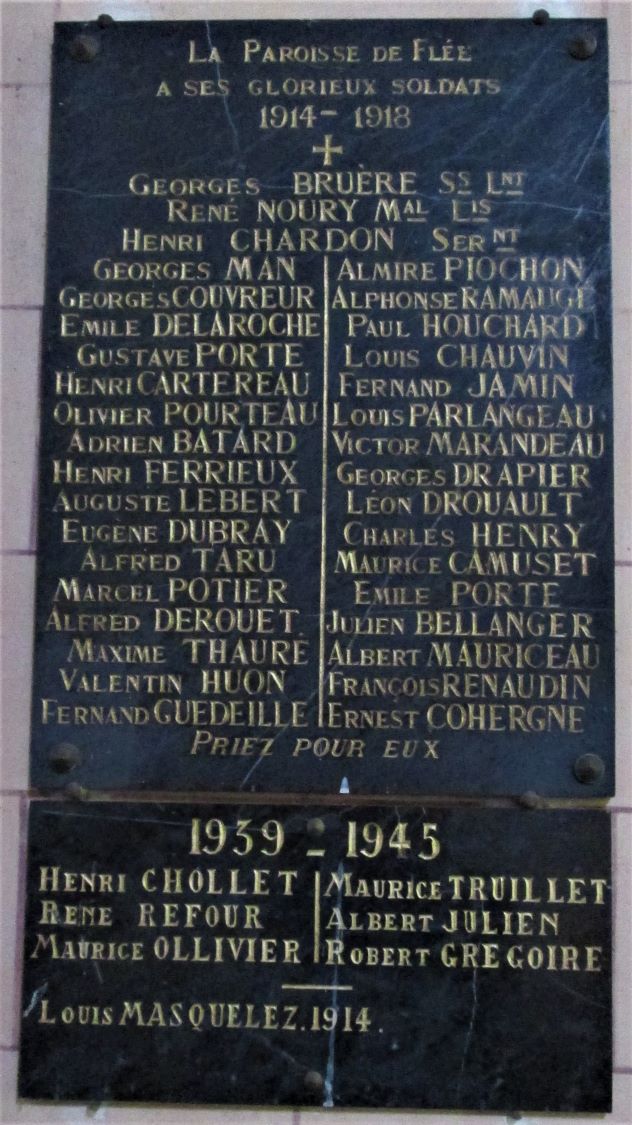 La Paroisse de Flée
a ses glorieux soldats
1914 - 1918
Georges BRUÈRE Ss Lnt
René NOURY Mal Lis
Henri CHARDON Sernt
Georges MAN
Georges COUVREUR
Emile DELAROCHE
Gustave PORTE
Henri CARTEREAU
Olivier POURTEAU
Adrien BATARD
Henri FERRIEUX
Auguste LEBERT
Eugène DUBRAY
Alfred TARU
Marcel POTIER
Alfred DEROUET
Maxime THAURÉ
Valentin HUON
Fernand GUEDEILLE
Almire PIOCHON
Alphonse RAMAUGE
Paul HOUCHARD
Louis CHAUVIN
Fernand JAMIN
Louis PARLANGEAU
Victor MARANDEAU
Georges DRAPIER
Léon DROUAULT
Charles HENRY
Maurice CAMUSET
Emile PORTE
Julien BELLANGER
Albert MAURICEAU
François RENAUDIN
Ernest COHERGNE
Priez pour eux
1939 - 1945
Henri CHOLLET
René REFOUR
Maurice OLLIVIER
Maurice TRUILLET
Albert JULIEN
Robert GREGOIRE
Louis MASQUELEZ. 1914.